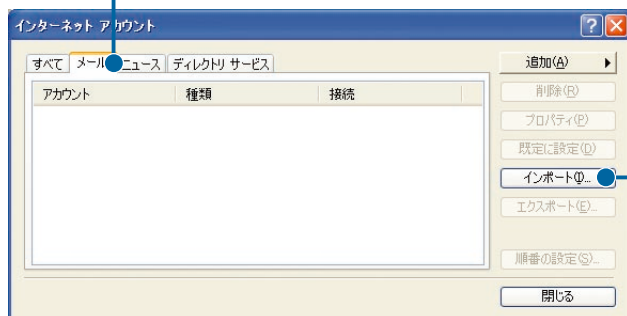 インターネット アカウント
すべて メール ニュース ディレクトリ サービス
アカウント 種類 接続
追加(A)
削除(R)
プロパティ(P)
既定に設定(D)
インポート(I)...
エクスポート(E)...
順番の設定(S)...
閉じる